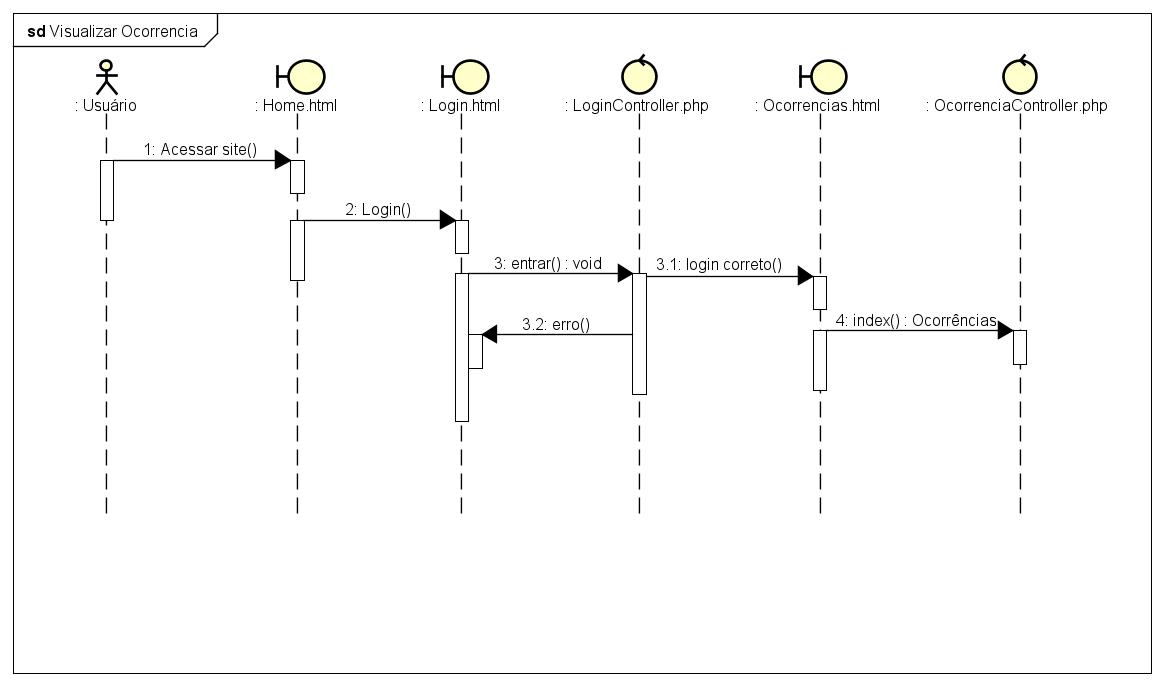 sd Visualizar Ocorrencia
: Usuário
: Home.html
: Login.html
: LoginController.php
: Ocorrencias.html
: OcorrenciaController.php
1: Acessar site()
2: Login()
3: entrar() : void
3.1: login correto()
3.2: erro()
4: index() : Ocorrências